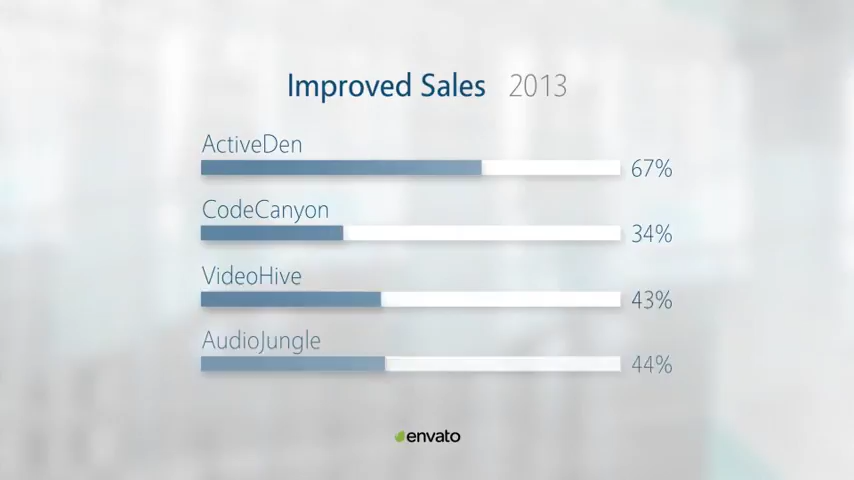 Improved Sales 2013
ActiveDen
67%
CodeCanyon
34%
VideoHive
43%
AudioJungle
44%
envato